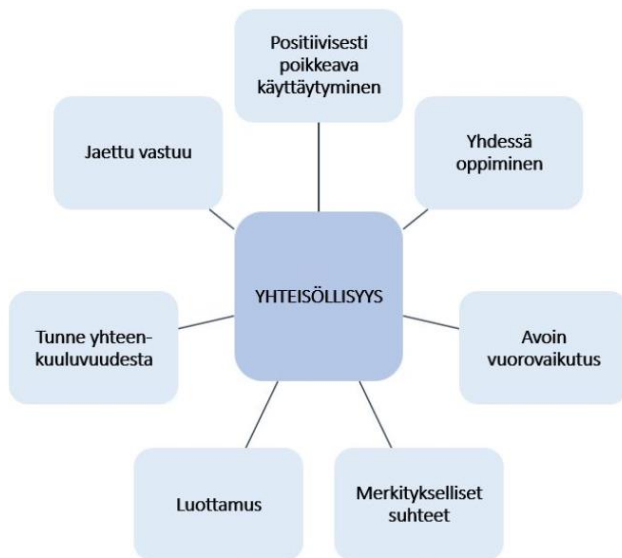 Positiivisesti
poikkeava
käyttäytyminen
Jaettu vastuu
Yhdessä
oppiminen
YHTEISÖLLISYYS
Tunne yhteen-
kuuluvuudesta
Avoin
vuorovaikutus
Luottamus
Merkitykselliset
suhteet